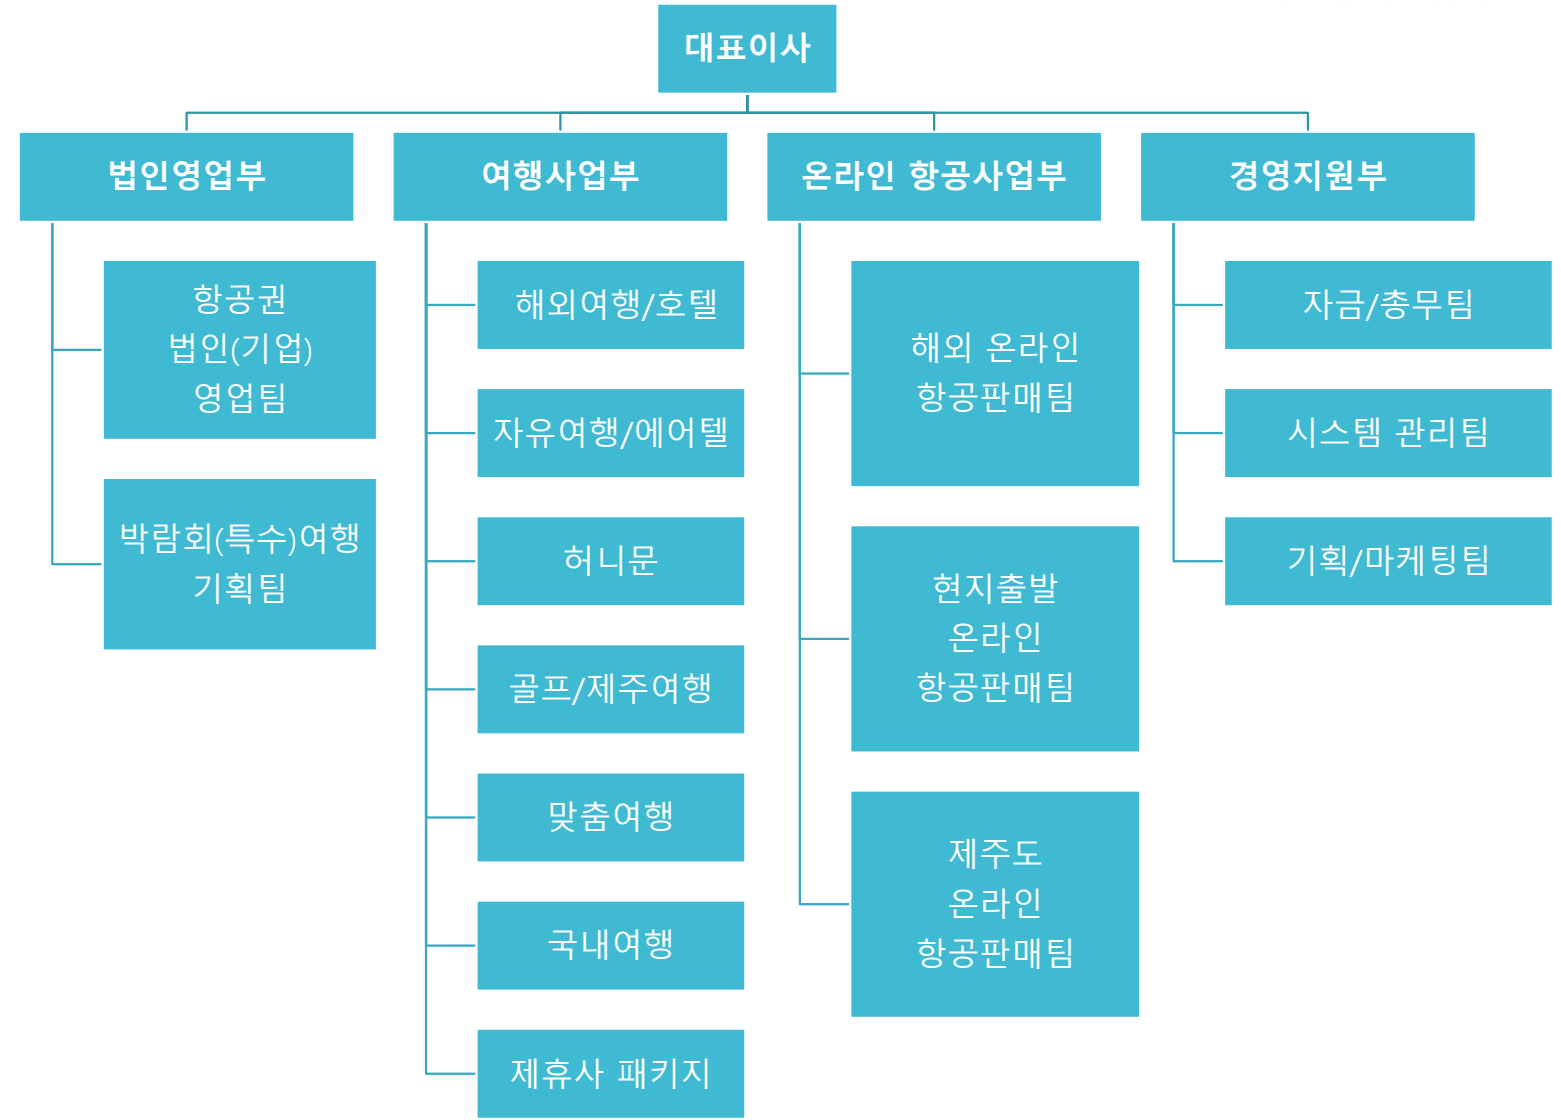 대표이사
법인영업부
항공권
법인(기업)
영업팀
박람회(특수)여행
기획팀
여행사업부
해외여행/호텔
자유여행/에어텔
허니문
골프/제주여행
맞춤여행
국내여행
제휴사 패키지
온라인 항공사업부
해외 온라인
항공판매팀
현지출발
온라인
항공판매팀
제주도
온라인
항공판매팀
경영지원부
자금/총무팀
시스템 관리팀
기획/마케팅팀